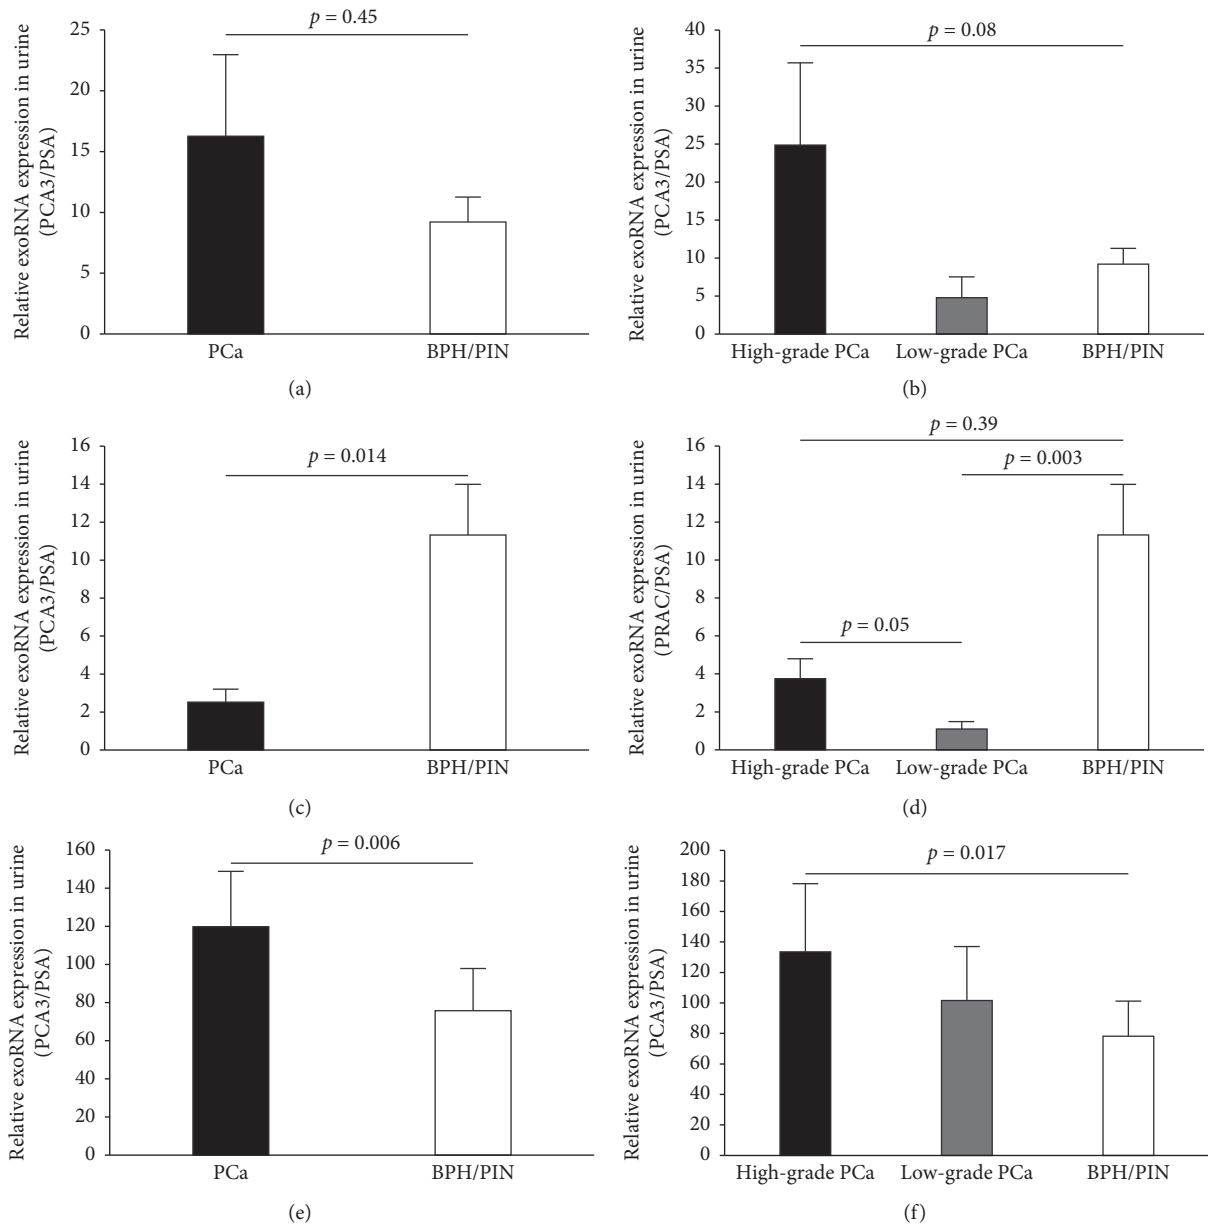 Relative exoRNA expression in urine
(PCA3/PSA)
25
20
15
10
5
0
p = 0.45
PCa
BPH/PIN
(a)
Relative exoRNA expression in urine
(PCA3/PSA)
40
35
30
25
20
15
10
5
0
p = 0.08
High-grade PCa
Low-grade PCa
BPH/PIN
(b)
Relative exoRNA expression in urine
(PCA3/PSA)
16
14
12
10
8
6
4
2
0
p = 0.014
PCa
BPH/PIN
(c)
Relative exoRNA expression in urine
(PRAC/PSA)
16
14
12
10
8
6
4
2
0
p = 0.39
p = 0.003
p = 0.05
High-grade PCa
Low-grade PCa
BPH/PIN
(d)
Relative exoRNA expression in urine
(PCA3/PSA)
160
140
120
100
80
60
40
20
0
p = 0.006
PCa
BPH/PIN
(e)
Relative exoRNA expression in urine
(PCA3/PSA)
200
180
160
140
120
100
80
60
40
20
0
p = 0.017
High-grade PCa
Low-grade PCa
BPH/PIN
(f)